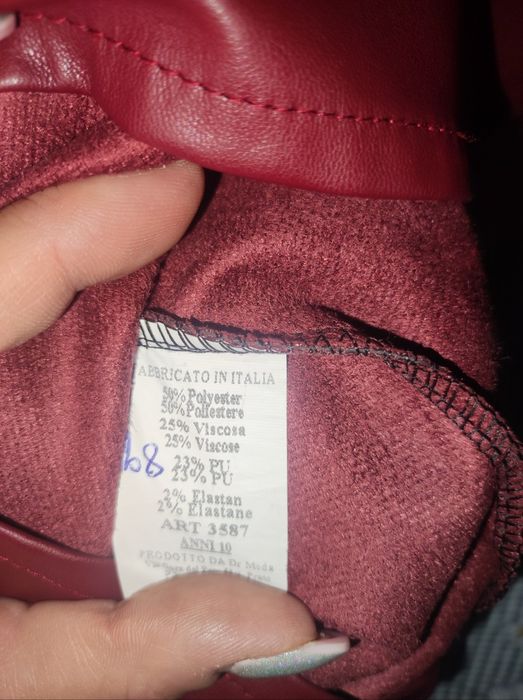 ABBRICATO IN ITALIA
50% Polyester
50% Poliestere
25% Viscosa
25% Viscose
23% PU
23% PU
2% Elastan
2% Elastane
ART 3587
ANNI 10
PRODOTTO DA Dr Moda
89